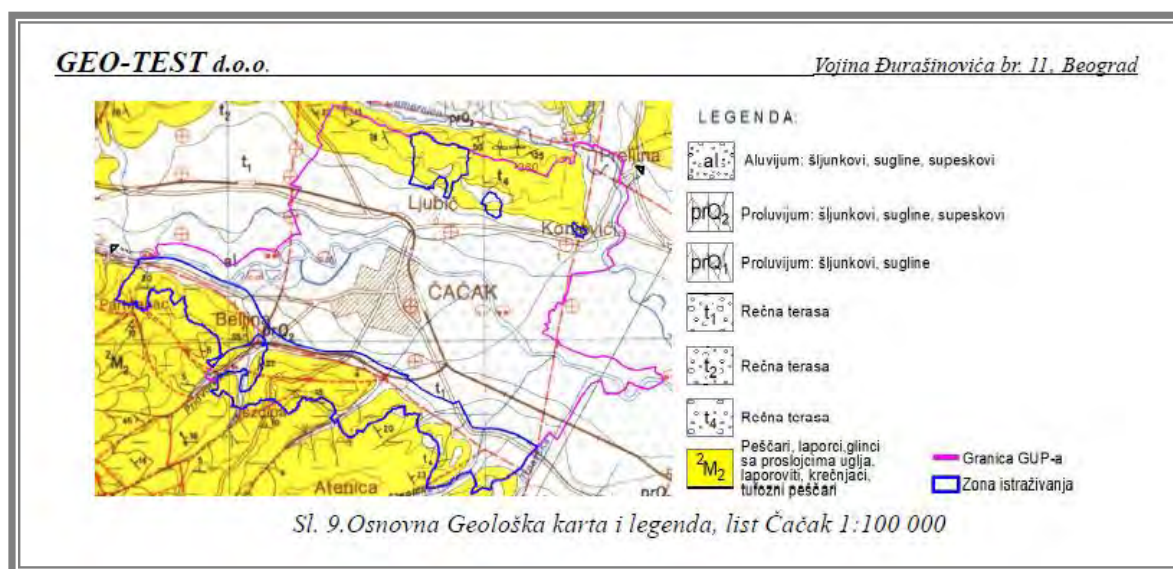 GEO-TEST d.o.o.
Vojina Đurašinovića br. 11, Beograd
t2
prQ2
t1
t4
Preljina
Ljubić
al
ČAČAK
Beljina
prQ2
2M2
t1
t4
Atenica
prQ
LEGENDA:
al Aluvijum: šljunkovi, sugline, supeskovi
prQ2 Proluvijum: šljunkovi, sugline, supeskovi
prQ1 Proluvijum: šljunkovi, sugline
t1 Rečna terasa
t2 Rečna terasa
t4 Rečna terasa
2M2 Peščari, laporci,glinci
sa proslojcima uglja,
laporoviti, krečnjaci,
tufozni peščari
Granica GUP-a
Zona istraživanja
Sl. 9.Osnovna Geološka karta i legenda, list Čačak 1:100 000